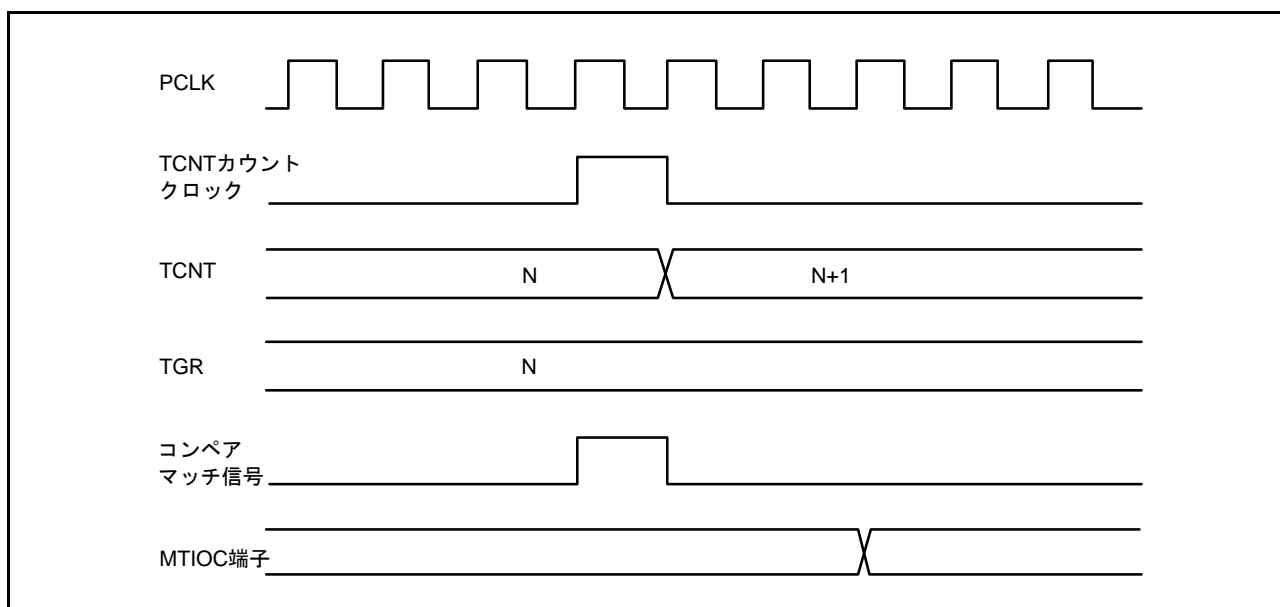 PCLK
TCNTカウント
クロック
TCNT
N
N+1
TGR
N
コンペア
マッチ信号
MTIOC端子